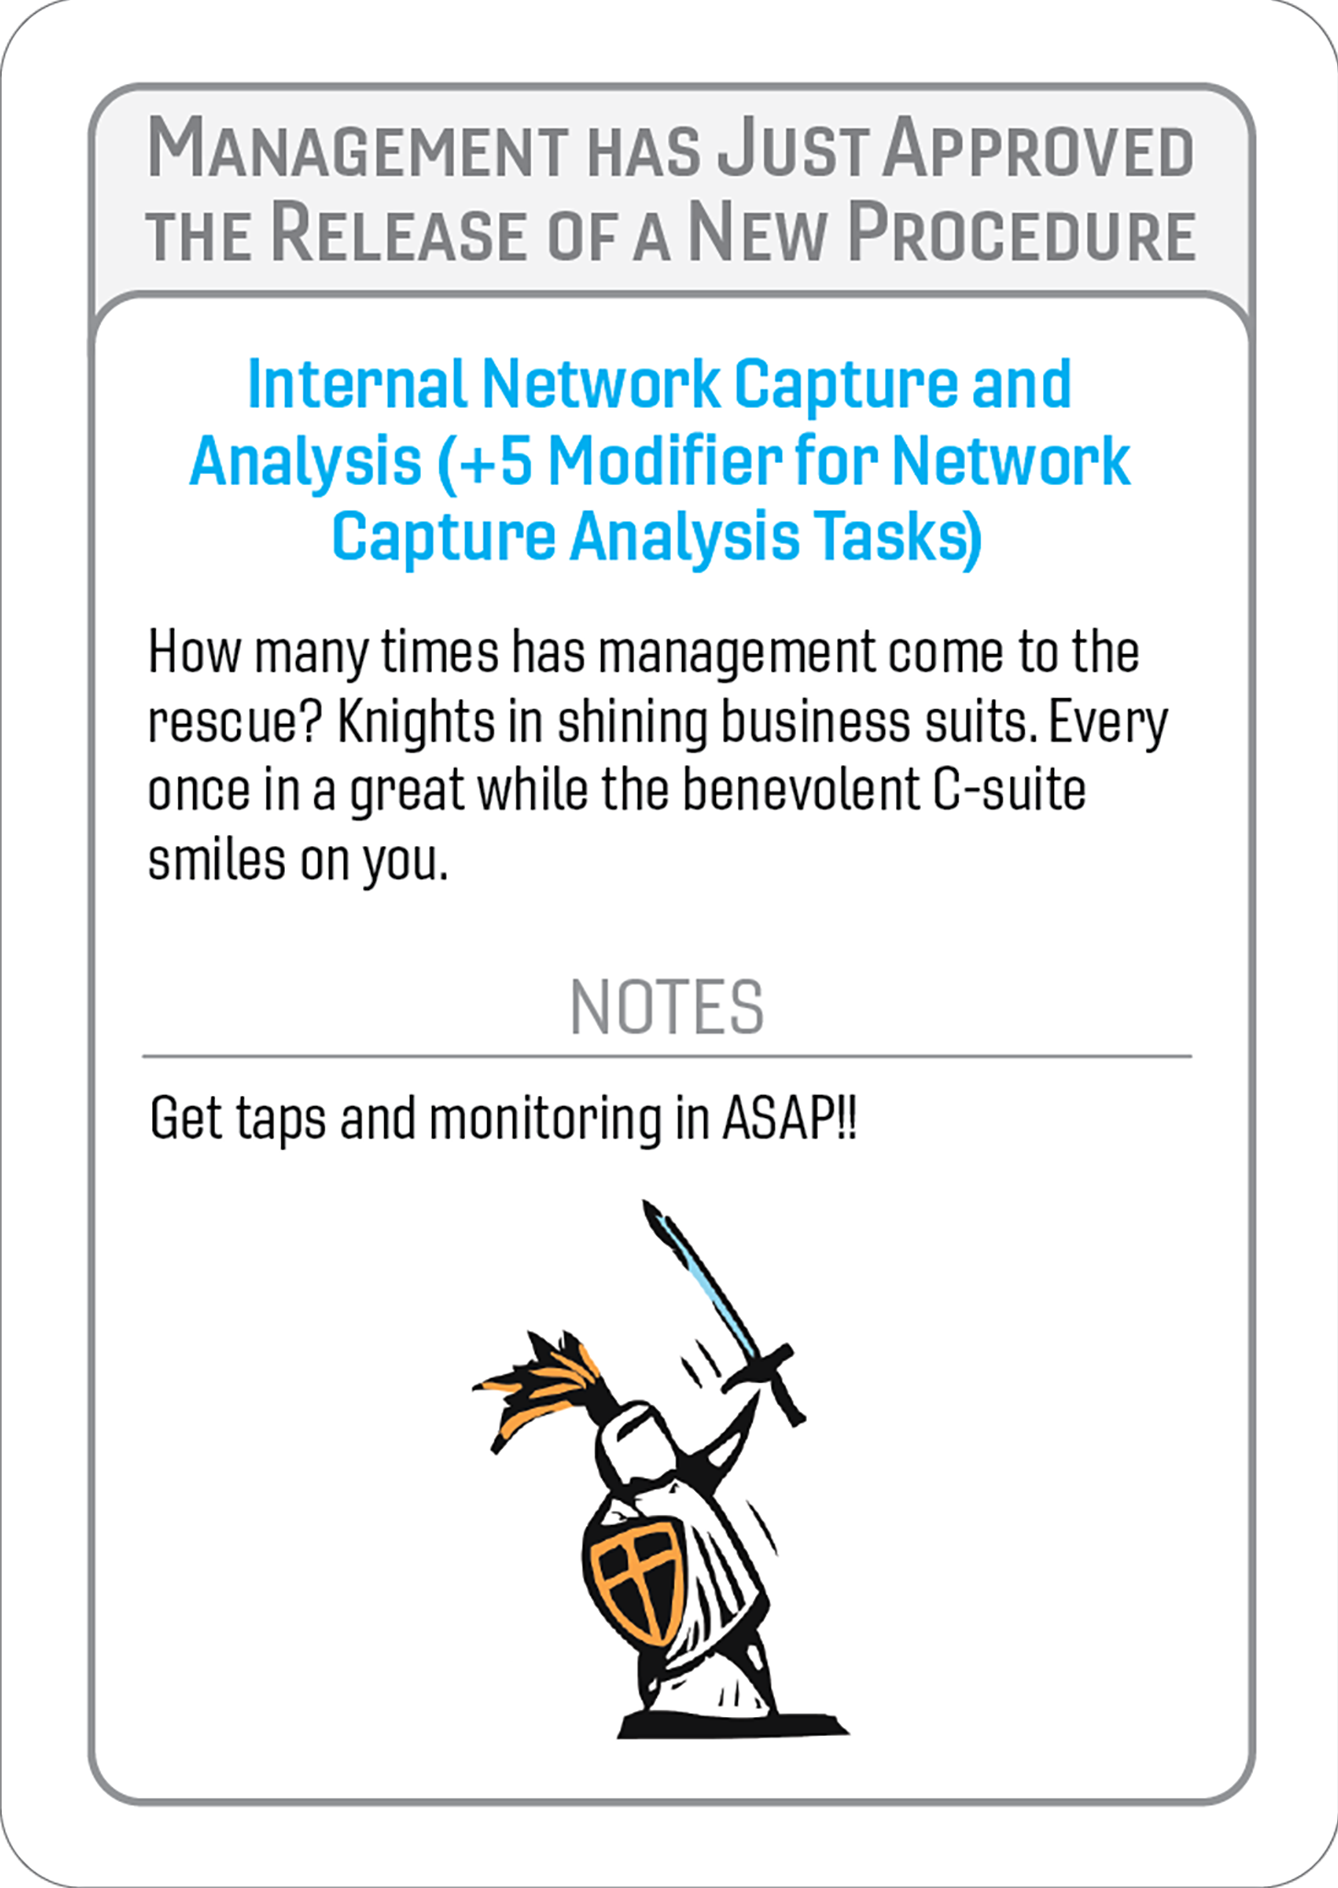 Management has Just Approved
the Release of a New Procedure
Internal Network Capture and
Analysis (+5 Modifier for Network
Capture Analysis Tasks)
How many times has management come to the
rescue? Knights in shining business suits. Every
once in a great while the benevolent C-suite
smiles on you.
NOTES
Get taps and monitoring in ASAP!!